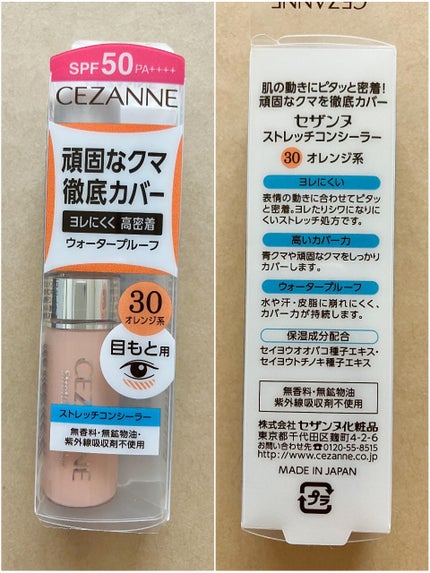 SPF50 PA++++
CEZANNE
頑固なクマ
徹底カバー
ヨレにくく 高密着
ウォータープルーフ
30
オレンジ系
目もと用
CEZANNE
ストレッチコンシーラー
無香料・無鉱物油・
紫外線吸収剤不使用
CEZANNE
肌の動きにピタッと密着!
頑固なクマを徹底カバー
セザンヌ
ストレッチコンシーラー
30 オレンジ系
ヨレにくい
表情の動きに合わせてピタッ
と密着。ヨレたりシワになりに
くいストレッチ処方です。
高いカバー力
青クマや頑固なクマをしっかり
カバーします。
ウォータープルーフ
水や汗・皮脂に崩れにくく、
カバー力が持続します。
保湿成分配合
セイヨウオオバコ種子エキス・
セイヨウトチノキ種子エキス
無香料・無鉱物油
紫外線吸収剤不使用
株式会社 セザンヌ化粧品
東京都千代田区麹町4-2-6
お問い合わせ先☎0120-55-8515
http://www.cezanne.co.jp
MADE IN JAPAN
プラ